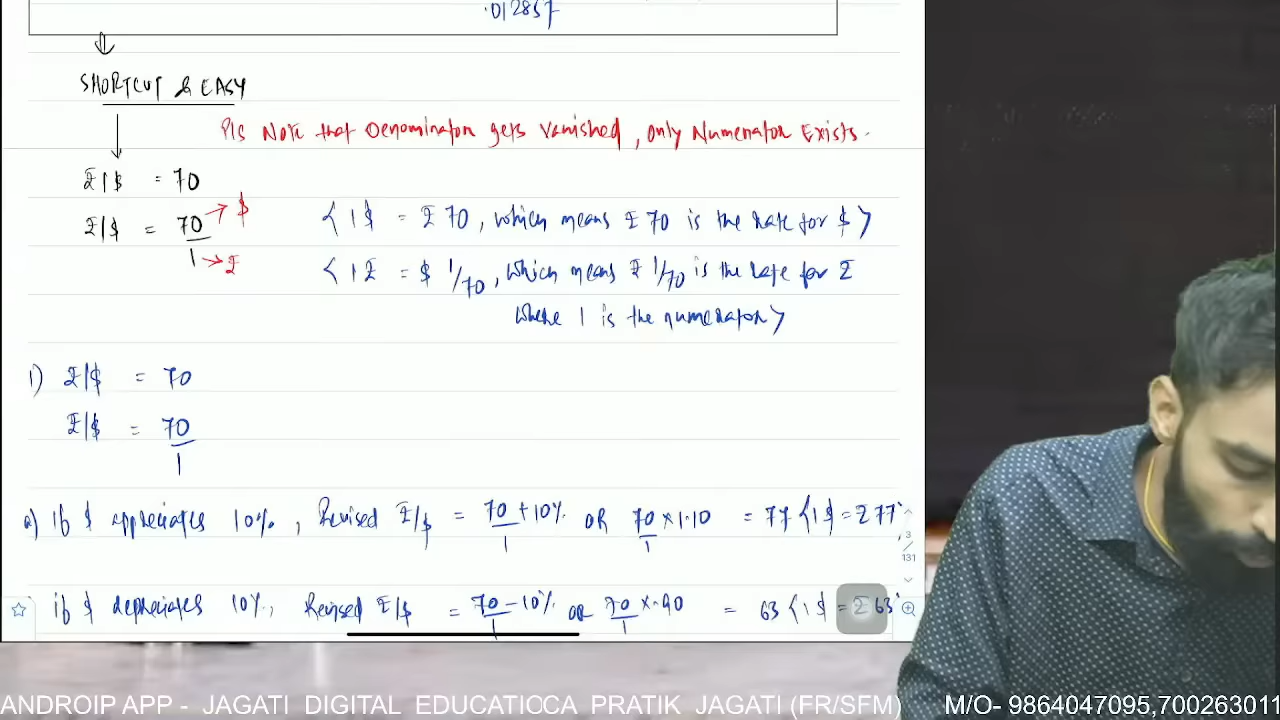 .012857
SHORTCUT & EASY
Pls Note that Denominator gets Vanished, only Numerator Exists.
₹/$ = 70
₹/$ = 70/1 → $ → ₹
< 1$ = ₹ 70, which means ₹ 70 is the Rate for $ >
< 1₹ = $ 1/70, which means ₹ 1/70 is the Rate for ₹
where 1 is the numerator >
1) ₹/$ = 70
₹/$ = 70/1
a) If $ appreciates 10%, Revised ₹/$ = 70/1 + 10% OR 70/1 × 1.10 = 77 < 1$ = ₹ 77
3
/
131
if $ depreciates 10%, Revised ₹/$ = 70/1 - 10% OR 70/1 × .90 = 63 < 1$ = ₹ 63
ANDROIP APP - JAGATI DIGITAL EDUCATIOCA PRATIK JAGATI (FR/SFM) M/O- 9864047095,700263011